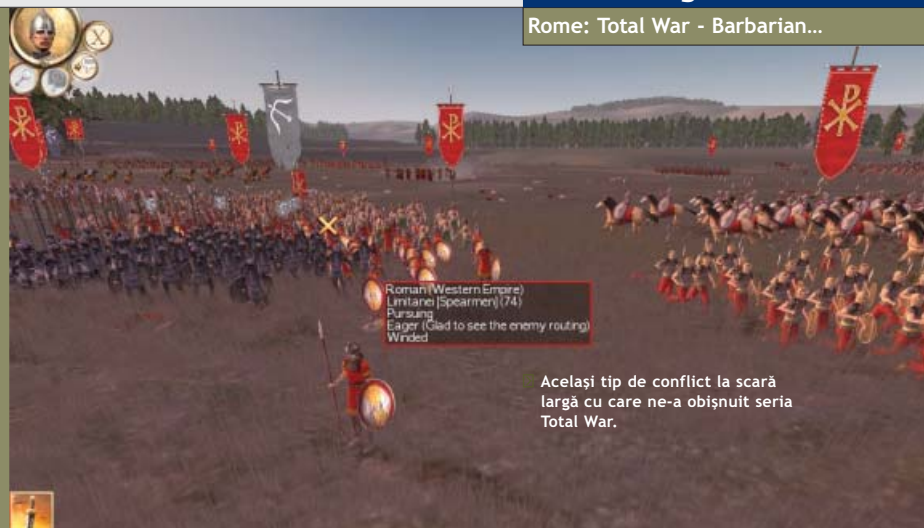 Rome: Total War - Barbarian…
Roman (Western Empire)
Limitanei [Spearmen] (74)
Pursuing
Eager (Glad to see the enemy routing)
Winded
Același tip de conflict la scară
largă cu care ne-a obișnuit seria
Total War.